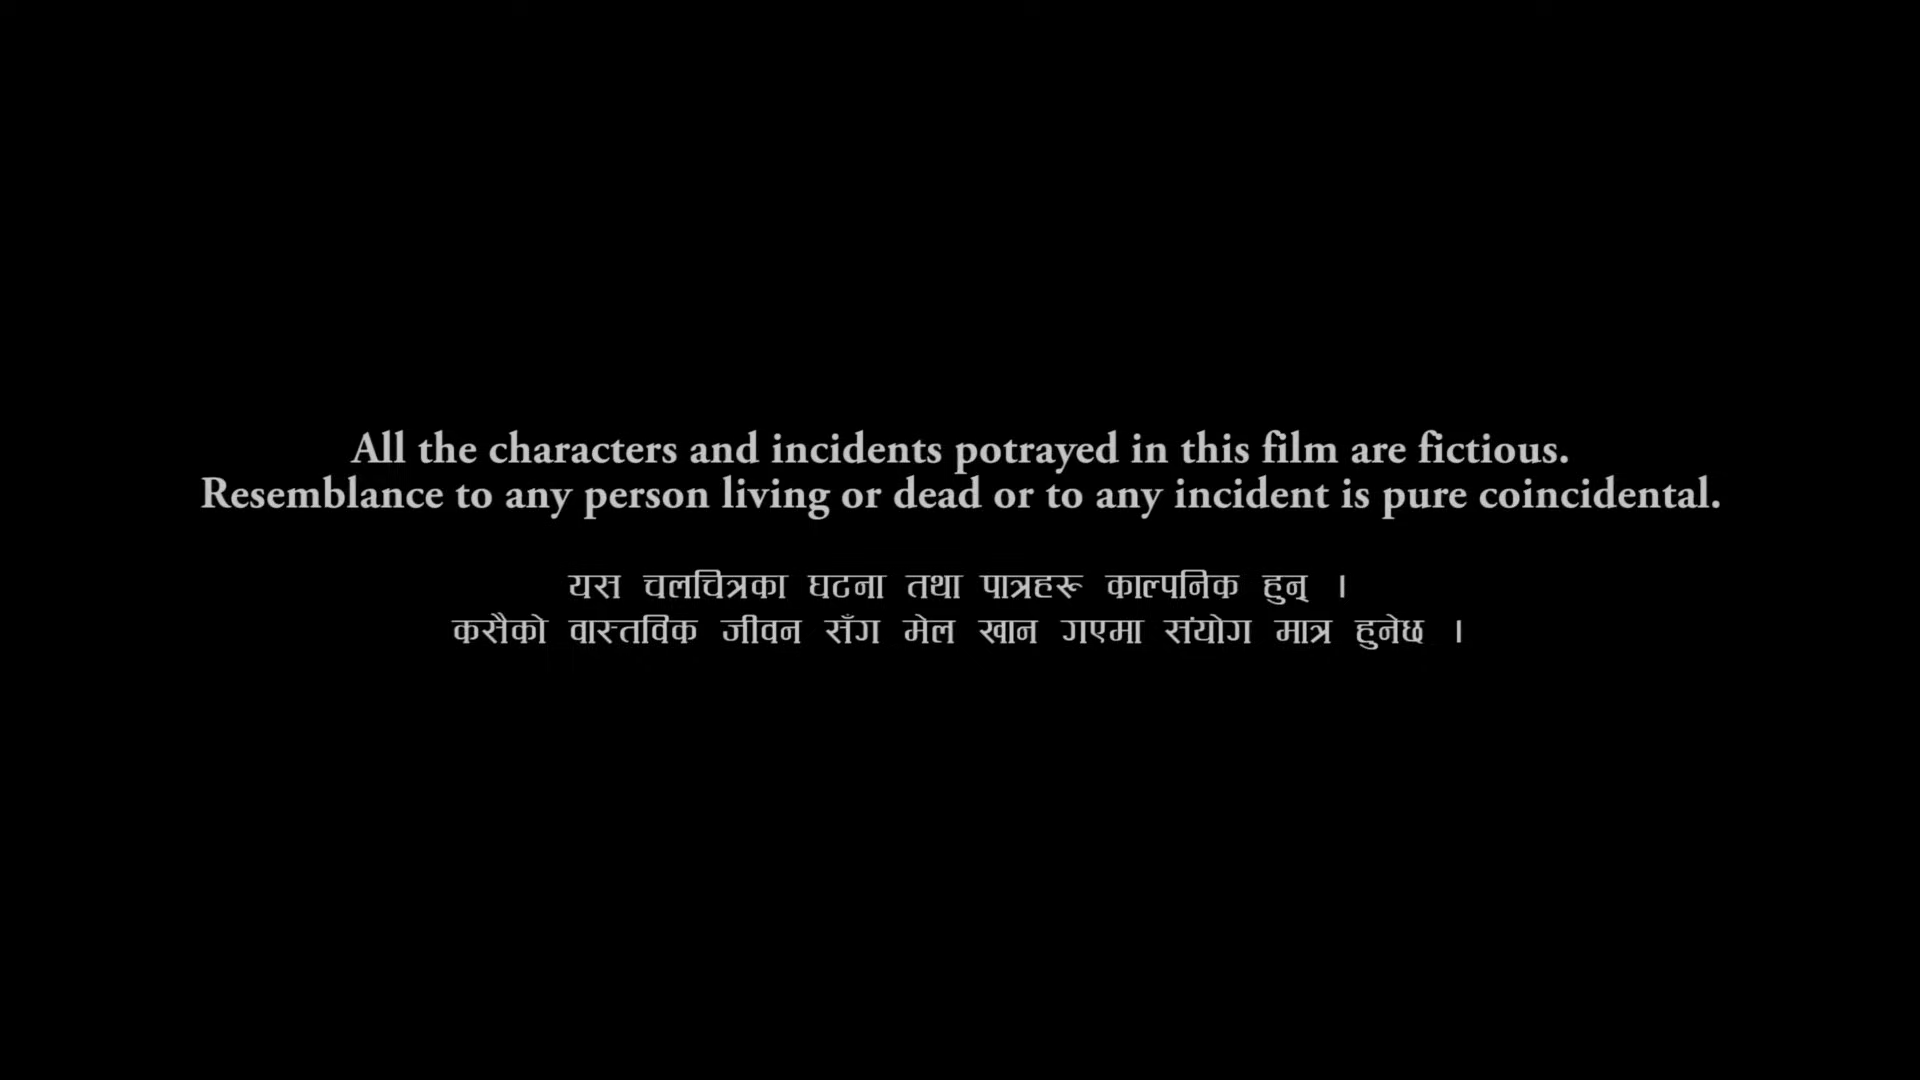 All the characters and incidents potrayed in this film are fictious.
Resemblance to any person living or dead or to any incident is pure coincidental.
यस चलचित्रका घटना तथा पात्रहरू काल्पनिक हुन् ।
कसैको वास्तविक जीवन सँग मेल खान गएमा संयोग मात्र हुनेछ ।